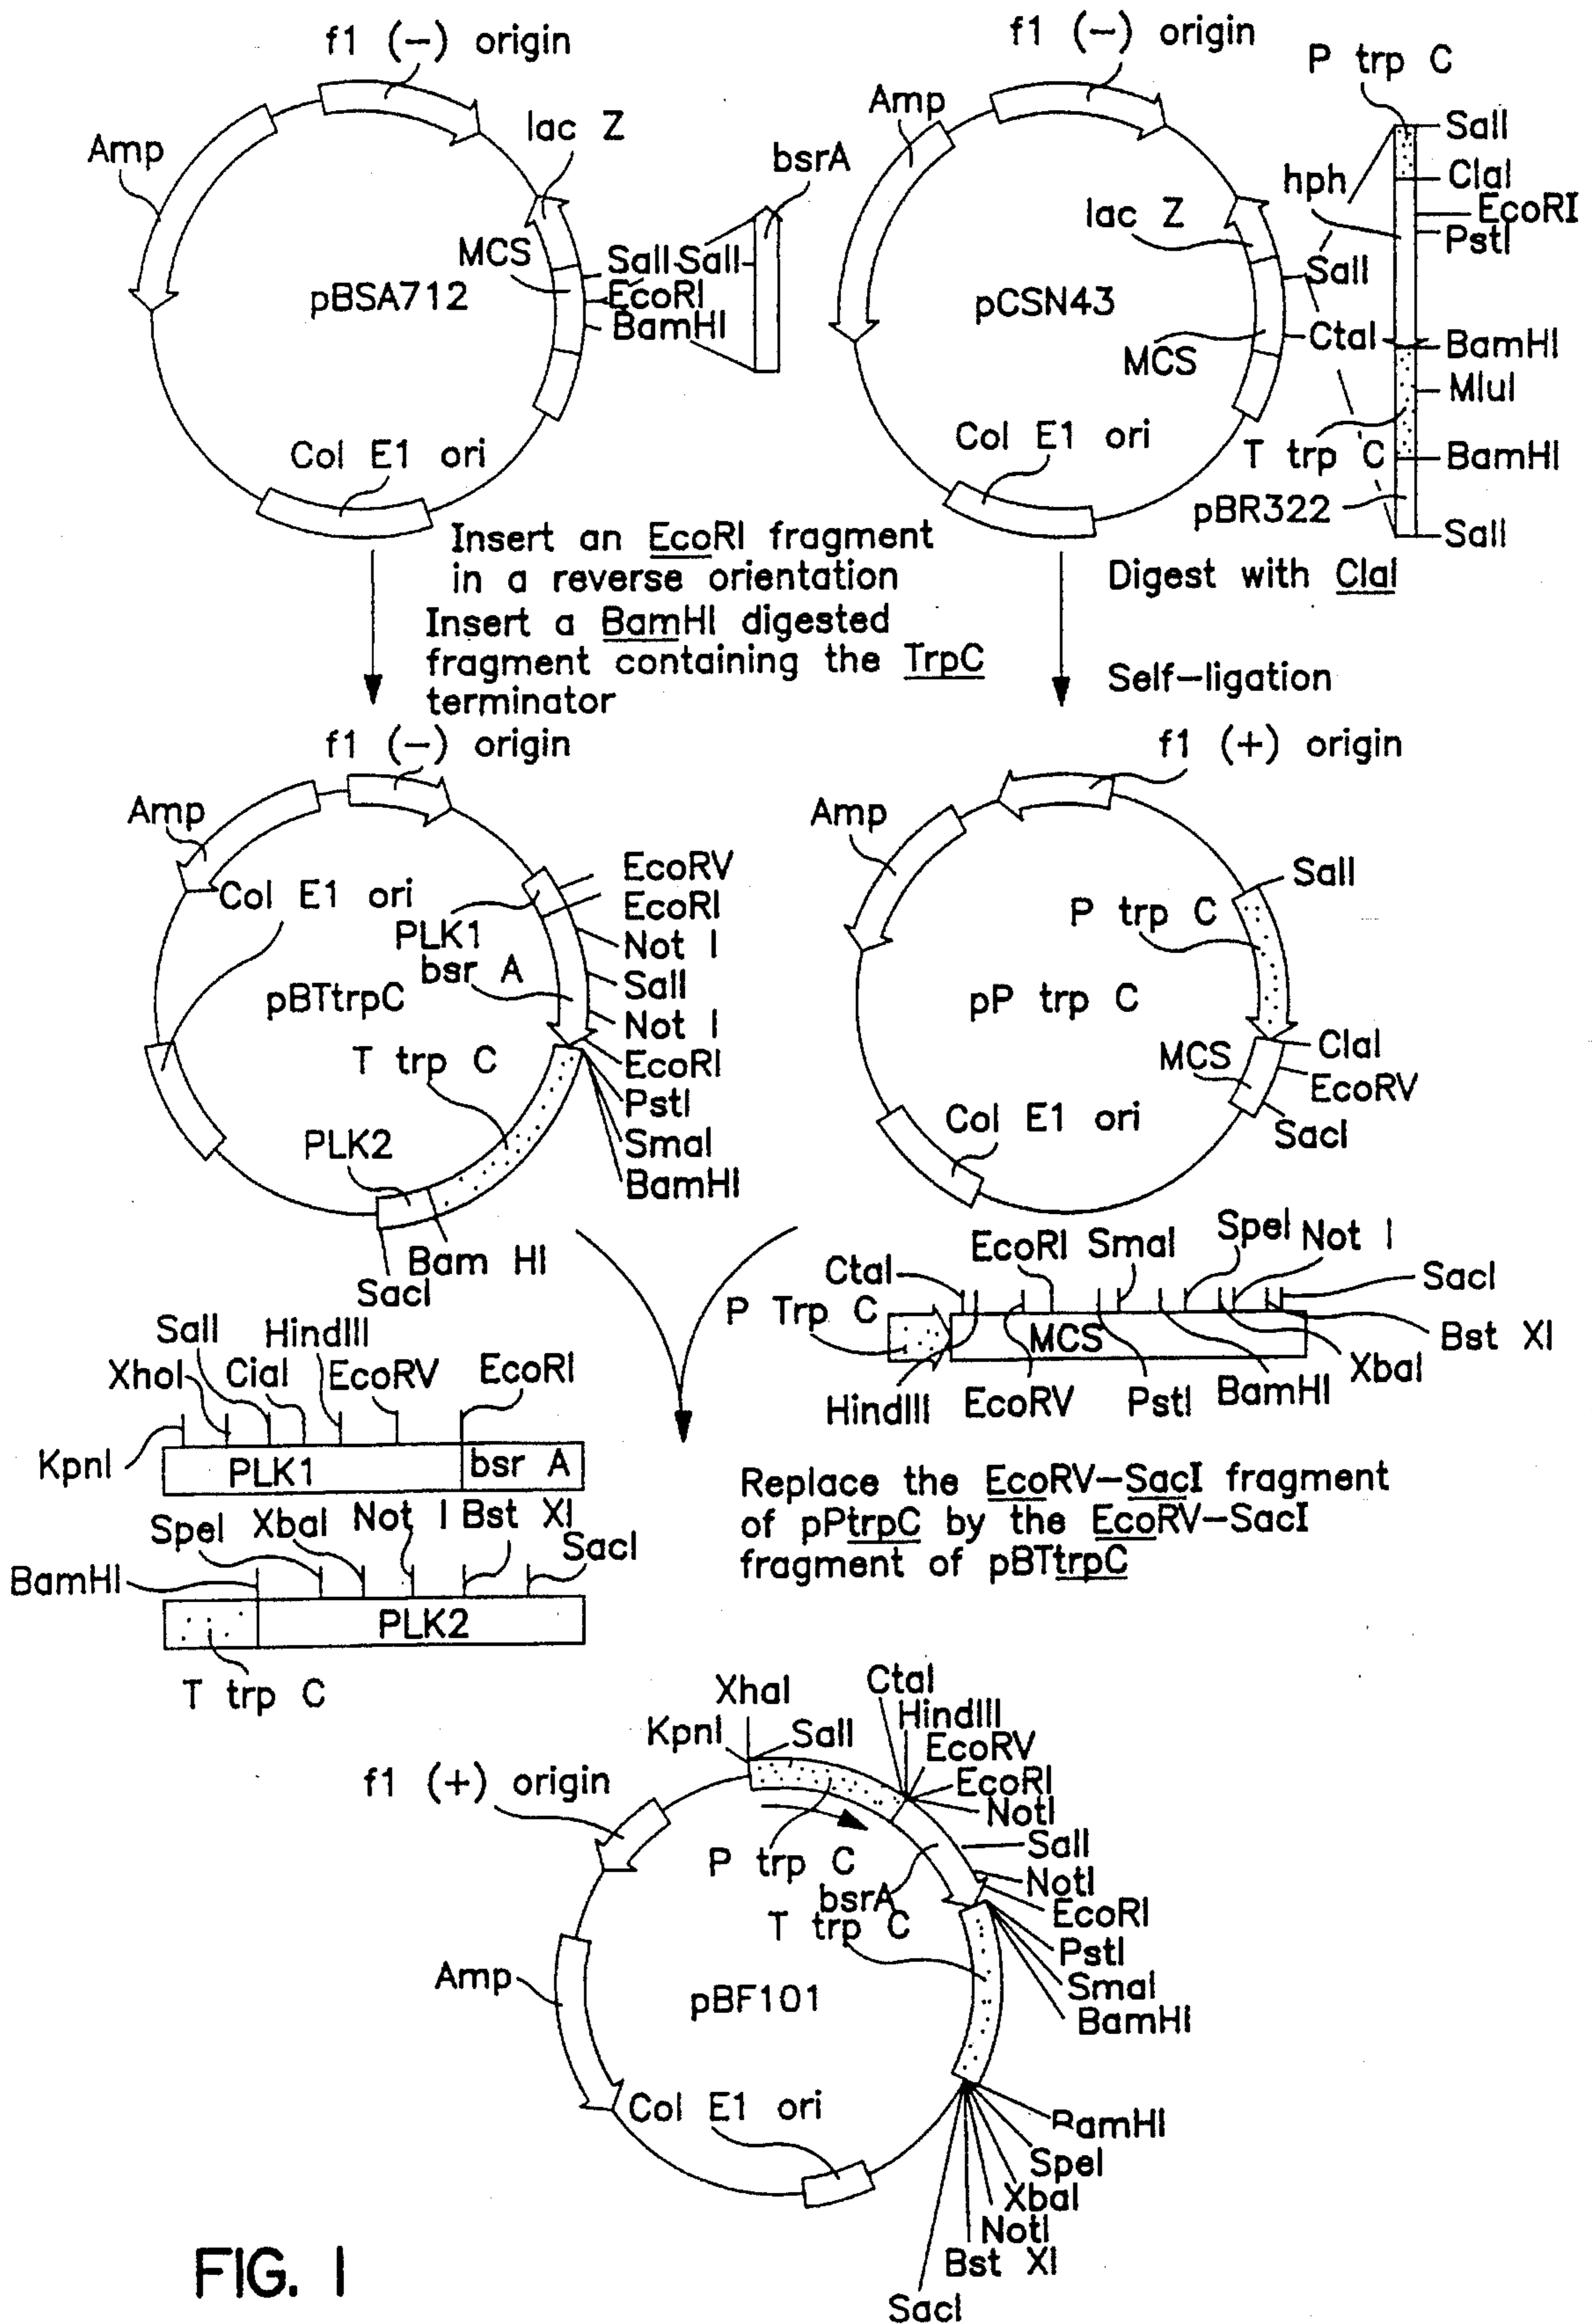 f1 (−) origin
Amp
lac Z
MCS
pBSA712
SalI
EcoRI
BamHI
SalI
bsrA
Col E1 ori
f1 (−) origin
Amp
lac Z
pCSN43
MCS
SalI
CtaI
Col E1 ori
P trp C
hph
SalI
ClaI
EcoRI
PstI
BamHI
MluI
T trp C
BamHI
pBR322
SalI
Insert an EcoRI fragment
in a reverse orientation
Insert a BamHI digested
fragment containing the TrpC
terminator
Digest with ClaI
Self-ligation
f1 (−) origin
Amp
Col E1 ori
PLK1
bsr A
pBTtrpC
T trp C
PLK2
EcoRV
EcoRI
Not I
SalI
Not I
EcoRI
PstI
SmaI
BamHI
Bam HI
SacI
f1 (+) origin
Amp
SalI
P trp C
pP trp C
ClaI
MCS
EcoRV
SacI
Col E1 ori
EcoRI SmaI SpeI Not I
CtaI SacI
P Trp C
MCS
Bst XI
XbaI
HindIII EcoRV PstI BamHI
SalI HindIII
XhoI CiaI EcoRV EcoRI
KpnI
PLK1 bsr A
SpeI XbaI Not I Bst XI
SacI
BamHI
PLK2
T trp C
Replace the EcoRV−SacI fragment
of pPtrpC by the EcoRV−SacI
fragment of pBTtrpC
XhaI
KpnI
SalI
CtaI
HindIII
EcoRV
EcoRI
NotI
SalI
NotI
EcoRI
PstI
SmaI
BamHI
f1 (+) origin
P trp C
bsrA
T trp C
Amp
pBF101
Col E1 ori
BamHI
SpeI
XbaI
NotI
Bst XI
SacI
FIG. 1